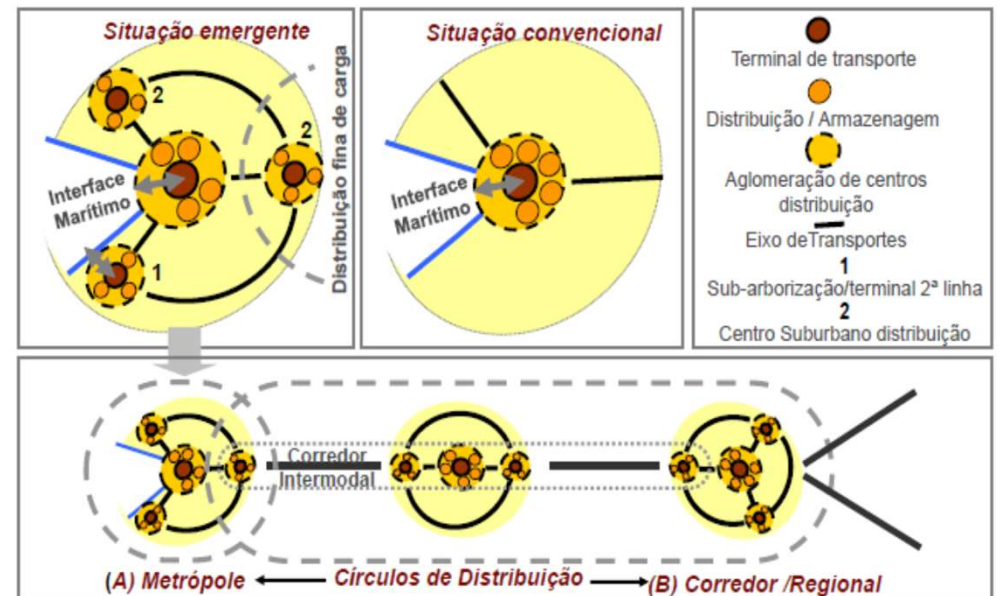 Situação emergente
2
2
Distribuição fina de carga
Interface
Marítimo
1
Situação convencional
Interface
Marítimo
Terminal de transporte
Distribuição / Armazenagem
Aglomeração de centros
distribuição
Eixo deTransportes
1
Sub-arborização/terminal 2ª linha
2
Centro Suburbano distribuição
Corredor
Intermodal
(A) Metrópole
Círculos de Distribuição
(B) Corredor /Regional